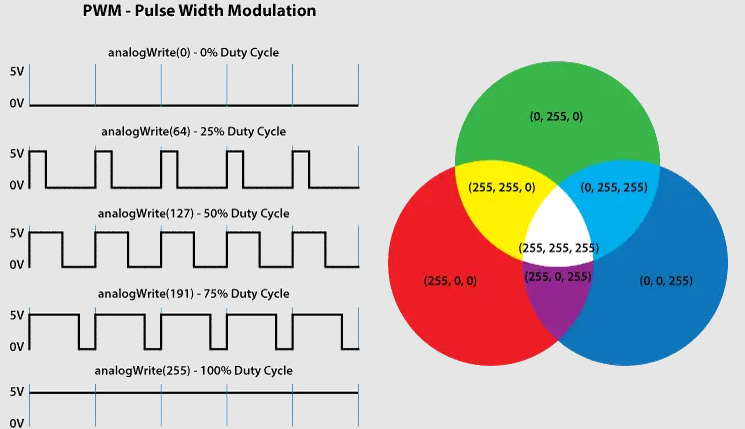 PWM - Pulse Width Modulation
analogWrite(0) - 0% Duty Cycle
5V
0V
analogWrite(64) - 25% Duty Cycle
5V
0V
analogWrite(127) - 50% Duty Cycle
5V
0V
analogWrite(191) - 75% Duty Cycle
5V
0V
analogWrite(255) - 100% Duty Cycle
5V
0V
(0, 255, 0)
(255, 255, 0)
(0, 255, 255)
(255, 255, 255)
(255, 0, 0)
(255, 0, 255)
(0, 0, 255)